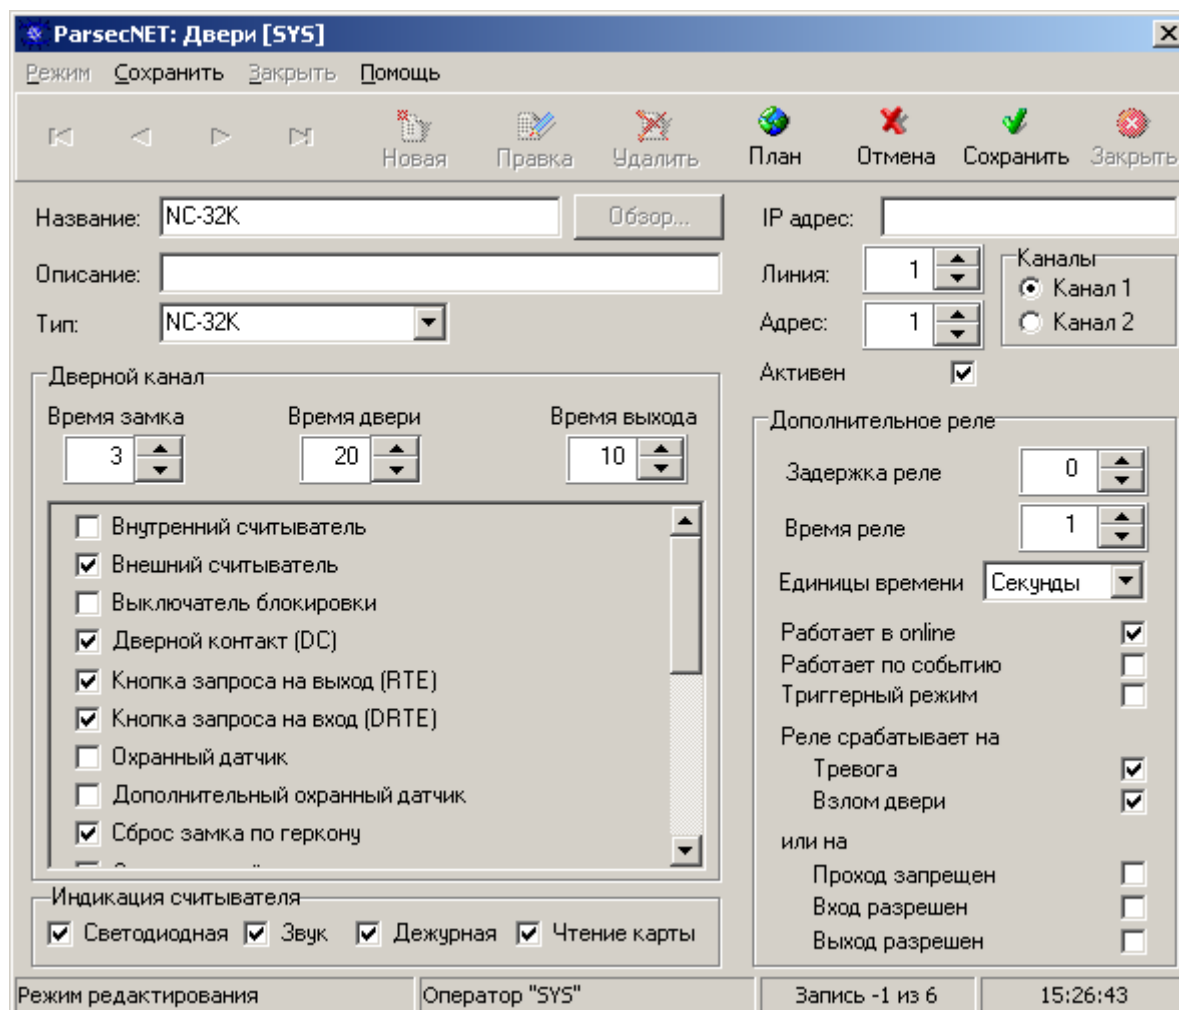 ParsecNET: Двери [SYS]
Режим Сохранить Закрыть Помощь
Новая Правка Удалить План Отмена Сохранить Закрыть
Название: NC-32K Обзор... IP адрес:
Описание: Линия: 1 Каналы
Канал 1
Тип: NC-32K Адрес: 1 Канал 2
Активен
Дверной канал
Время замка Время двери Время выхода
3 20 10
Внутренний считыватель
Внешний считыватель
Выключатель блокировки
Дверной контакт (DC)
Кнопка запроса на выход (RTE)
Кнопка запроса на вход (DRTE)
Охранный датчик
Дополнительный охранный датчик
Сброс замка по геркону
Индикация считывателя
Светодиодная Звук Дежурная Чтение карты
Дополнительное реле
Задержка реле 0
Время реле 1
Единицы времени Секунды
Работает в online
Работает по событию
Триггерный режим
Реле срабатывает на
Тревога
Взлом двери
или на
Проход запрещен
Вход разрешен
Выход разрешен
Режим редактирования Оператор "SYS" Запись -1 из 6 15:26:43